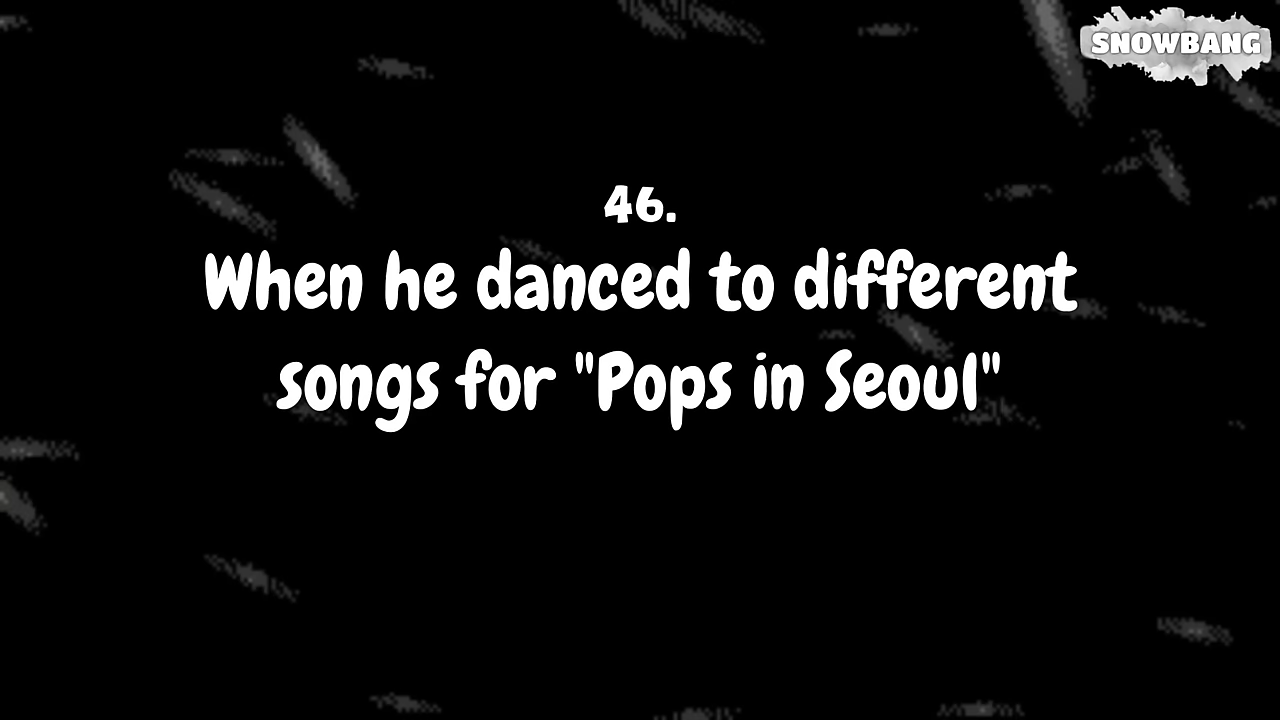 SNOWBANG
46.
When he danced to different
songs for "Pops in Seoul"